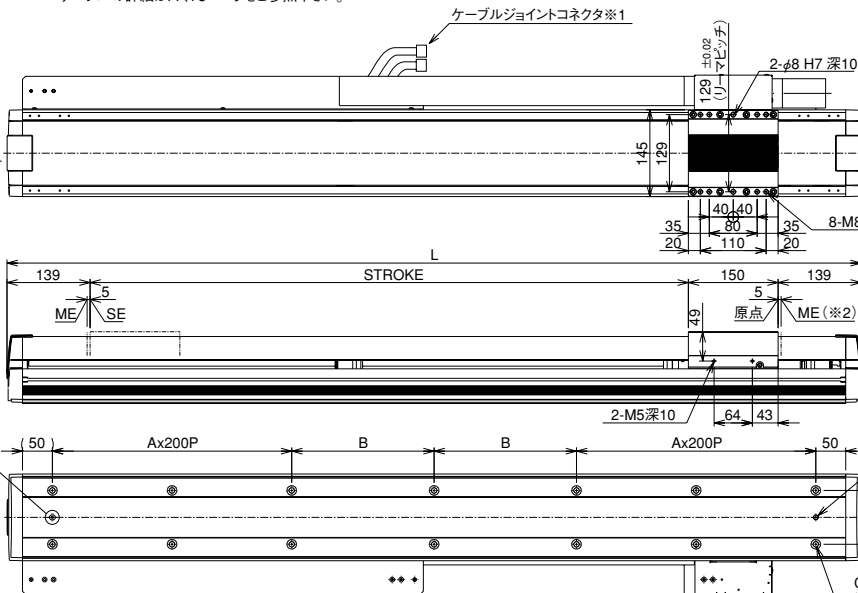 ケーブルジョイントコネクタ※1
129
±0.02
(リーマピッチ)
2-φ8 H7 深10
145
129
40 40
35 80 35
8-M8
20 110 20
L
139 STROKE 150 139
5 5
ME SE 49 原点 ME(※2)
2-M5深10 64 43
(50) Ax200P B B Ax200P 50